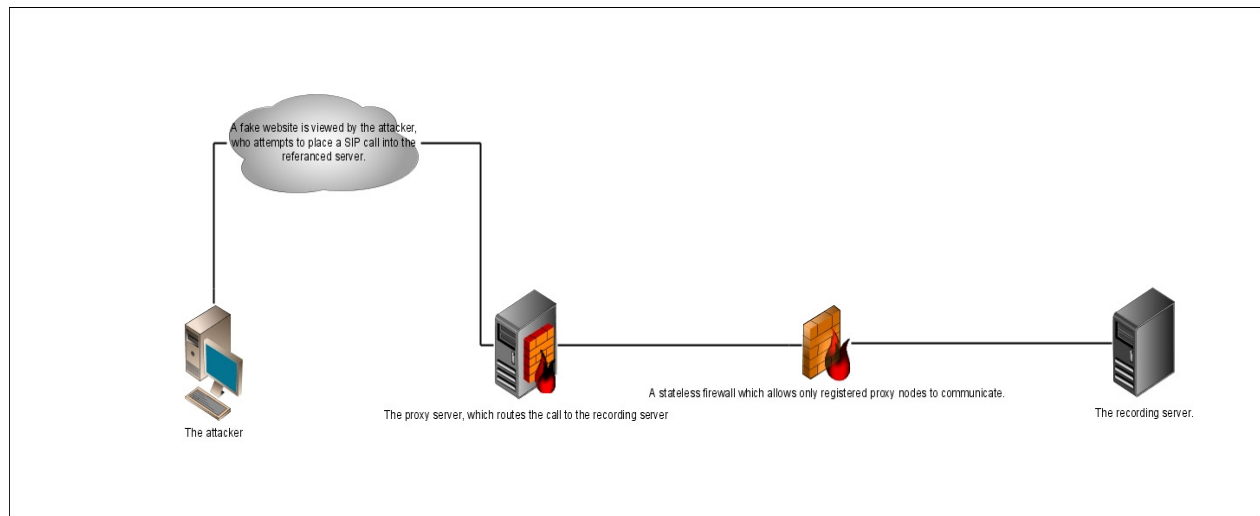 A fake website is viewed by the attacker,
who attempts to place a SIP call into the
referanced server.
The attacker
The proxy server, which routes the call to the recording server
A stateless firewall which allows only registered proxy nodes to communicate.
The recording server.